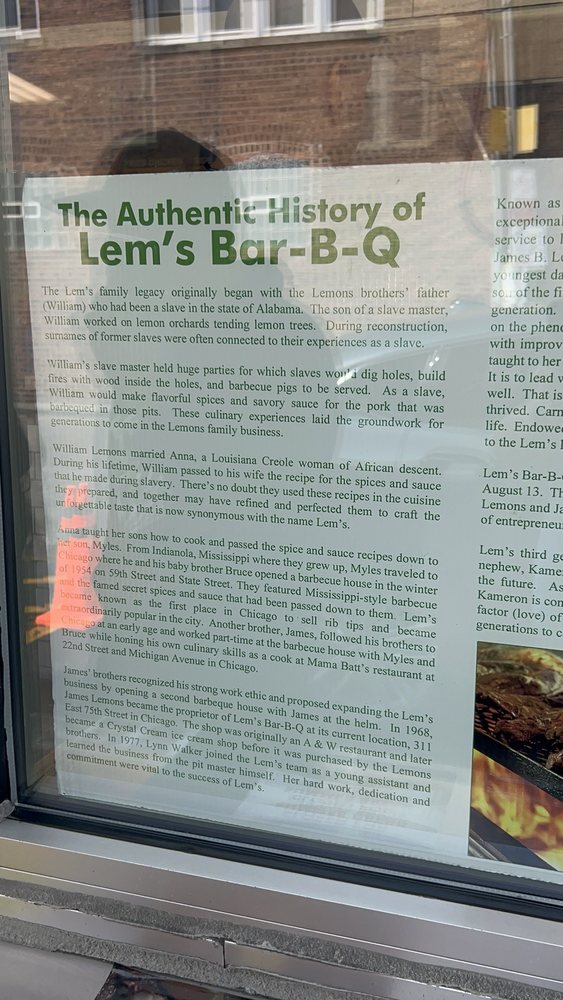 The Authentic History of
Lem's Bar-B-Q
The Lem's family legacy originally began with the Lemons brothers' father
(William) who had been a slave in the state of Alabama. The son of a slave master,
William worked on lemon orchards tending lemon trees. During reconstruction,
surnames of former slaves were often connected to their experiences as a slave.
William's slave master held huge parties for which slaves would dig holes, build
fires with wood inside the holes, and barbecue pigs to be served. As a slave,
William would make flavorful spices and savory sauce for the pork that was
barbequed in those pits. These culinary experiences laid the groundwork for
generations to come in the Lemons family business.
William Lemons married Anna, a Louisiana Creole woman of African descent.
During his lifetime, William passed to his wife the recipe for the spices and sauce
that he made during slavery. There's no doubt they used these recipes in the cuisine
they prepared, and together may have refined and perfected them to craft the
unforgettable taste that is now synonymous with the name Lem's.
Anna taught her sons how to cook and passed the spice and sauce recipes down to
her son, Myles. From Indianola, Mississippi where they grew up, Myles traveled to
Chicago where he and his baby brother Bruce opened a barbecue house in the winter
of 1954 on 59th Street and State Street. They featured Mississippi-style barbecue
and the famed secret spices and sauce that had been passed down to them. Lem's
became known as the first place in Chicago to sell rib tips and became
extraordinarily popular in the city. Another brother, James, followed his brothers to
Chicago at an early age and worked part-time at the barbecue house with Myles and
Bruce while honing his own culinary skills as a cook at Mama Batt's restaurant at
22nd Street and Michigan Avenue in Chicago.
James' brothers recognized his strong work ethic and proposed expanding the Lem's
business by opening a second barbecue house with James at the helm. In 1968,
James Lemons became the proprietor of Lem's Bar-B-Q at its current location, 311
East 75th Street in Chicago. The shop was originally an A & W restaurant and later
became a Crystal Cream ice cream shop before it was purchased by the Lemons
brothers. In 1977, Lynn Walker joined the Lem's team as a young assistant and
learned the business from the pit master himself. Her hard work, dedication and
commitment were vital to the success of Lem's.
Known as
exceptional
service to
James B. Le
youngest da
son of the fi
generation.
on the pheno
with improv
taught to her
It is to lead w
well. That is
thrived. Carm
life. Endowe
to the Lem's
Lem's Bar-B-
August 13. Th
Lemons and Ja
of entrepreneu
Lem's third ge
nephew, Kame
the future. As
Kameron is con
factor (love) of
generations to c